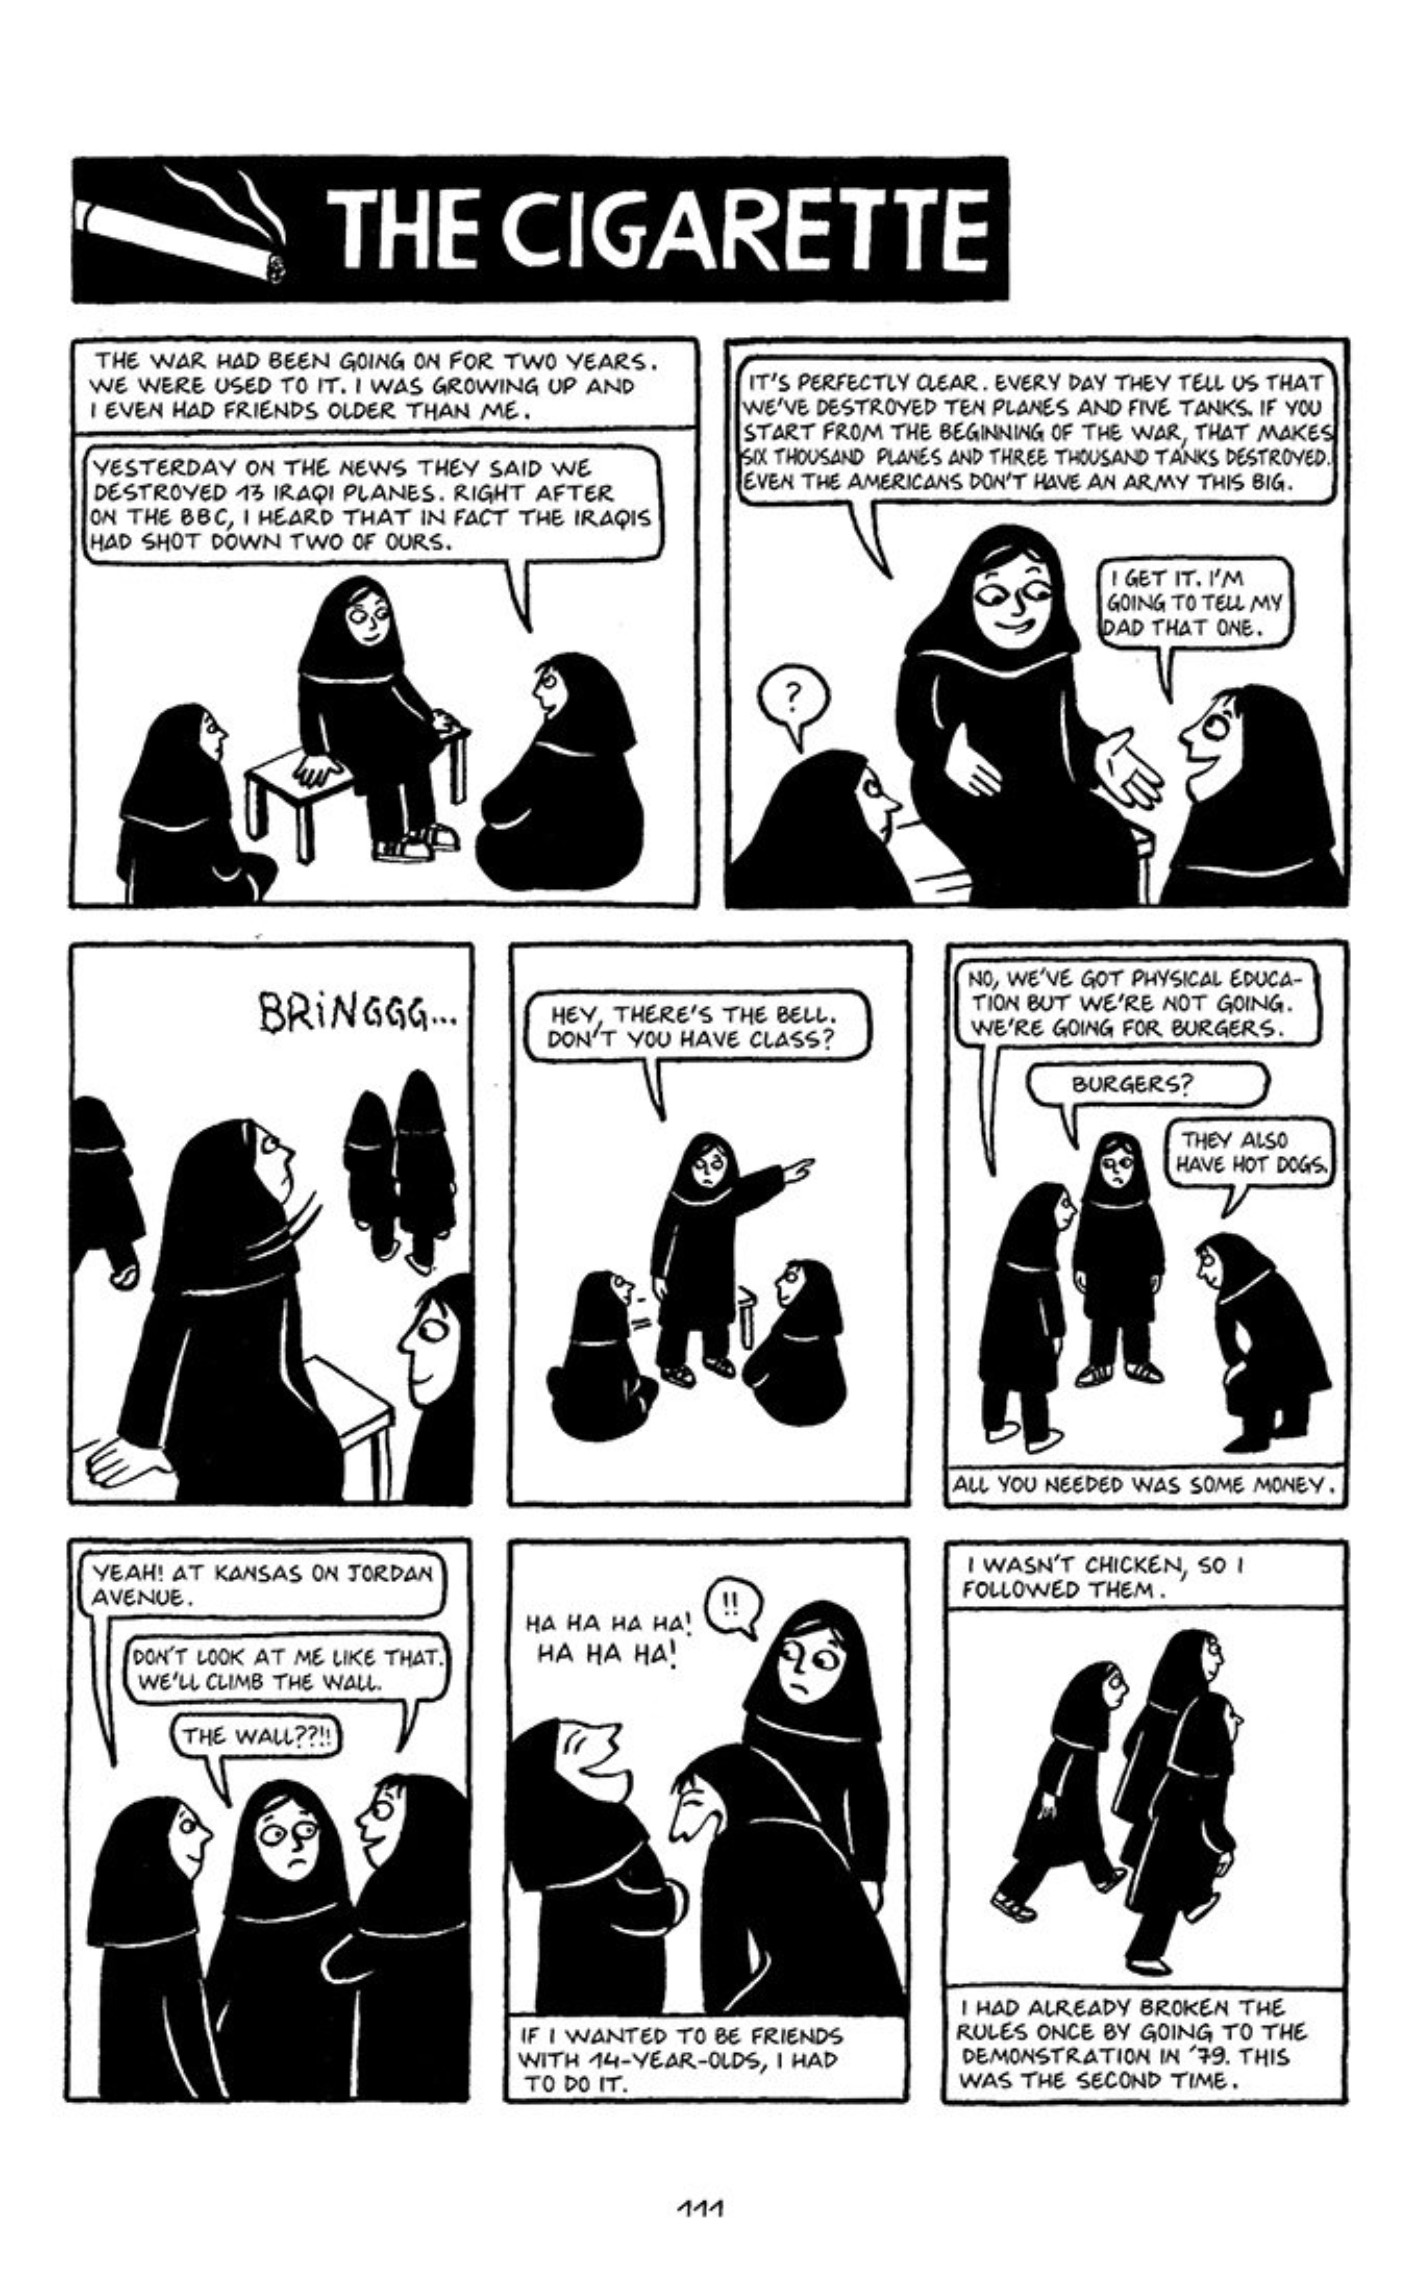 THE CIGARETTE
THE WAR HAD BEEN GOING ON FOR TWO YEARS.
WE WERE USED TO IT. I WAS GROWING UP AND
I EVEN HAD FRIENDS OLDER THAN ME.
YESTERDAY ON THE NEWS THEY SAID WE
DESTROYED 13 IRAQI PLANES. RIGHT AFTER
ON THE BBC, I HEARD THAT IN FACT THE IRAQIS
HAD SHOT DOWN TWO OF OURS.
IT'S PERFECTLY CLEAR. EVERY DAY THEY TELL US THAT
WE'VE DESTROYED TEN PLANES AND FIVE TANKS. IF YOU
START FROM THE BEGINNING OF THE WAR, THAT MAKES
SIX THOUSAND PLANES AND THREE THOUSAND TANKS DESTROYED.
EVEN THE AMERICANS DON'T HAVE AN ARMY THIS BIG.
I GET IT. I'M
GOING TO TELL MY
DAD THAT ONE.
?
BRiNGGG...
HEY, THERE'S THE BELL.
DON'T YOU HAVE CLASS?
NO, WE'VE GOT PHYSICAL EDUCA-
TION BUT WE'RE NOT GOING.
WE'RE GOING FOR BURGERS.
BURGERS?
THEY ALSO
HAVE HOT DOGS.
ALL YOU NEEDED WAS SOME MONEY.
YEAH! AT KANSAS ON JORDAN
AVENUE.
DON'T LOOK AT ME LIKE THAT.
WE'LL CLIMB THE WALL.
THE WALL??!!
HA HA HA HA!
HA HA HA!
!!
IF I WANTED TO BE FRIENDS
WITH 14-YEAR-OLDS, I HAD
TO DO IT.
I WASN'T CHICKEN, SO I
FOLLOWED THEM.
I HAD ALREADY BROKEN THE
RULES ONCE BY GOING TO THE
DEMONSTRATION IN '79. THIS
WAS THE SECOND TIME.
111